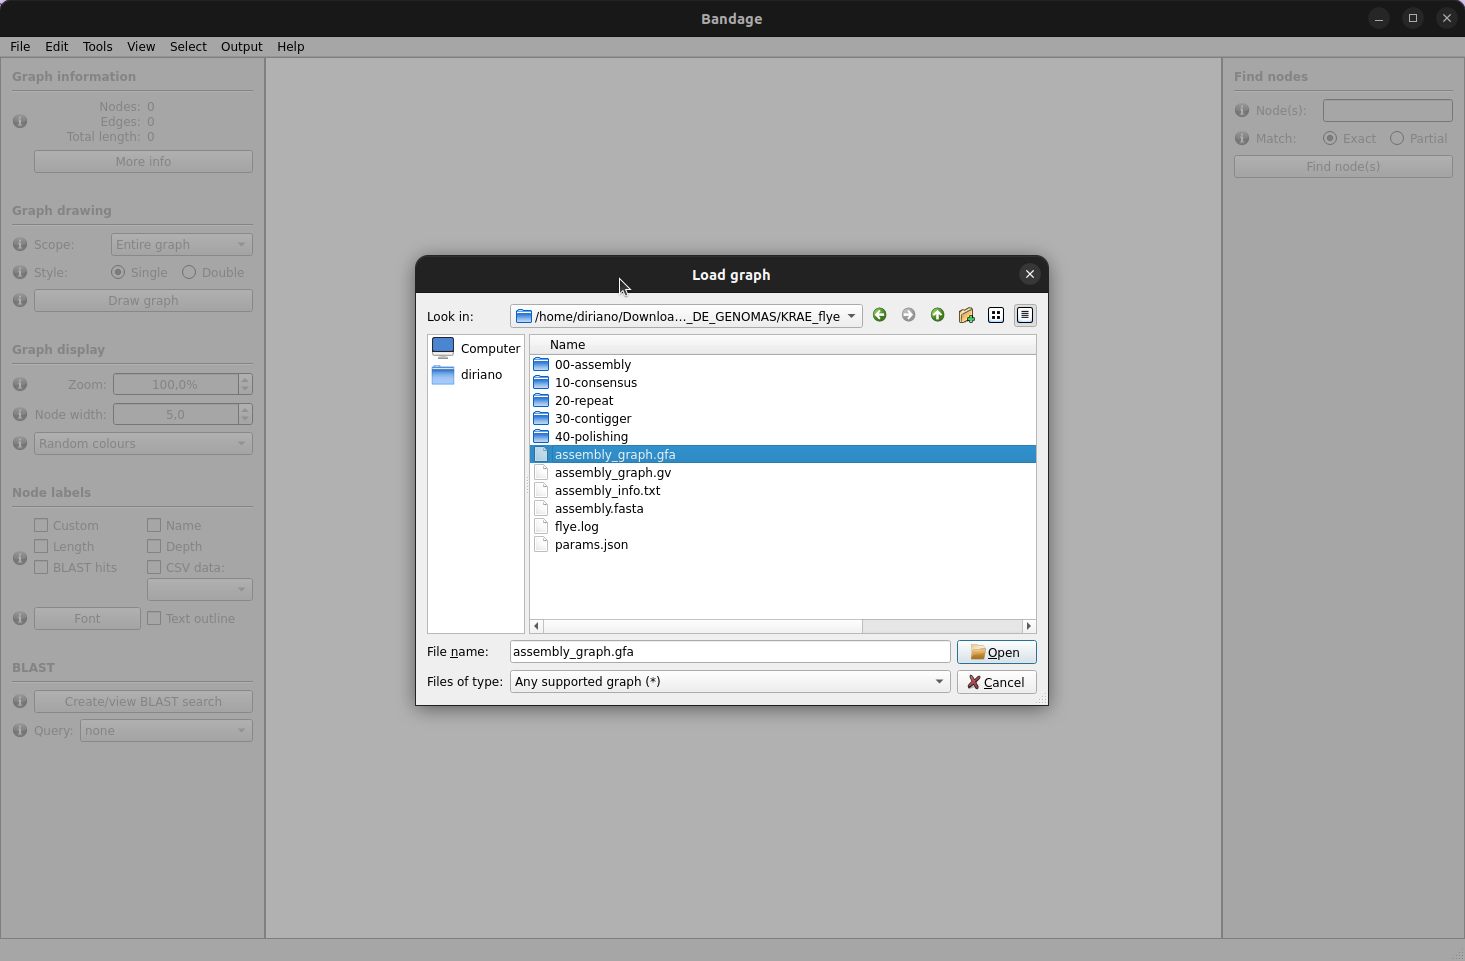 Bandage
File Edit Tools View Select Output Help
Graph information
Nodes: 0
Edges: 0
Total length: 0
More info
Graph drawing
Scope: Entire graph
Style: Single Double
Draw graph
Graph display
Zoom: 100,0%
Node width: 5,0
Random colours
Node labels
Custom Name
Length Depth
BLAST hits CSV data:
Font Text outline
BLAST
Create/view BLAST search
Query: none
Load graph
Look in: /home/diriano/Downloa..._DE_GENOMAS/KRAE_flye
Computer
diriano
Name
00-assembly
10-consensus
20-repeat
30-contigger
40-polishing
assembly_graph.gfa
assembly_graph.gv
assembly_info.txt
assembly.fasta
flye.log
params.json
File name: assembly_graph.gfa Open
Files of type: Any supported graph (*) Cancel
Find nodes
Node(s):
Match: Exact Partial
Find node(s)